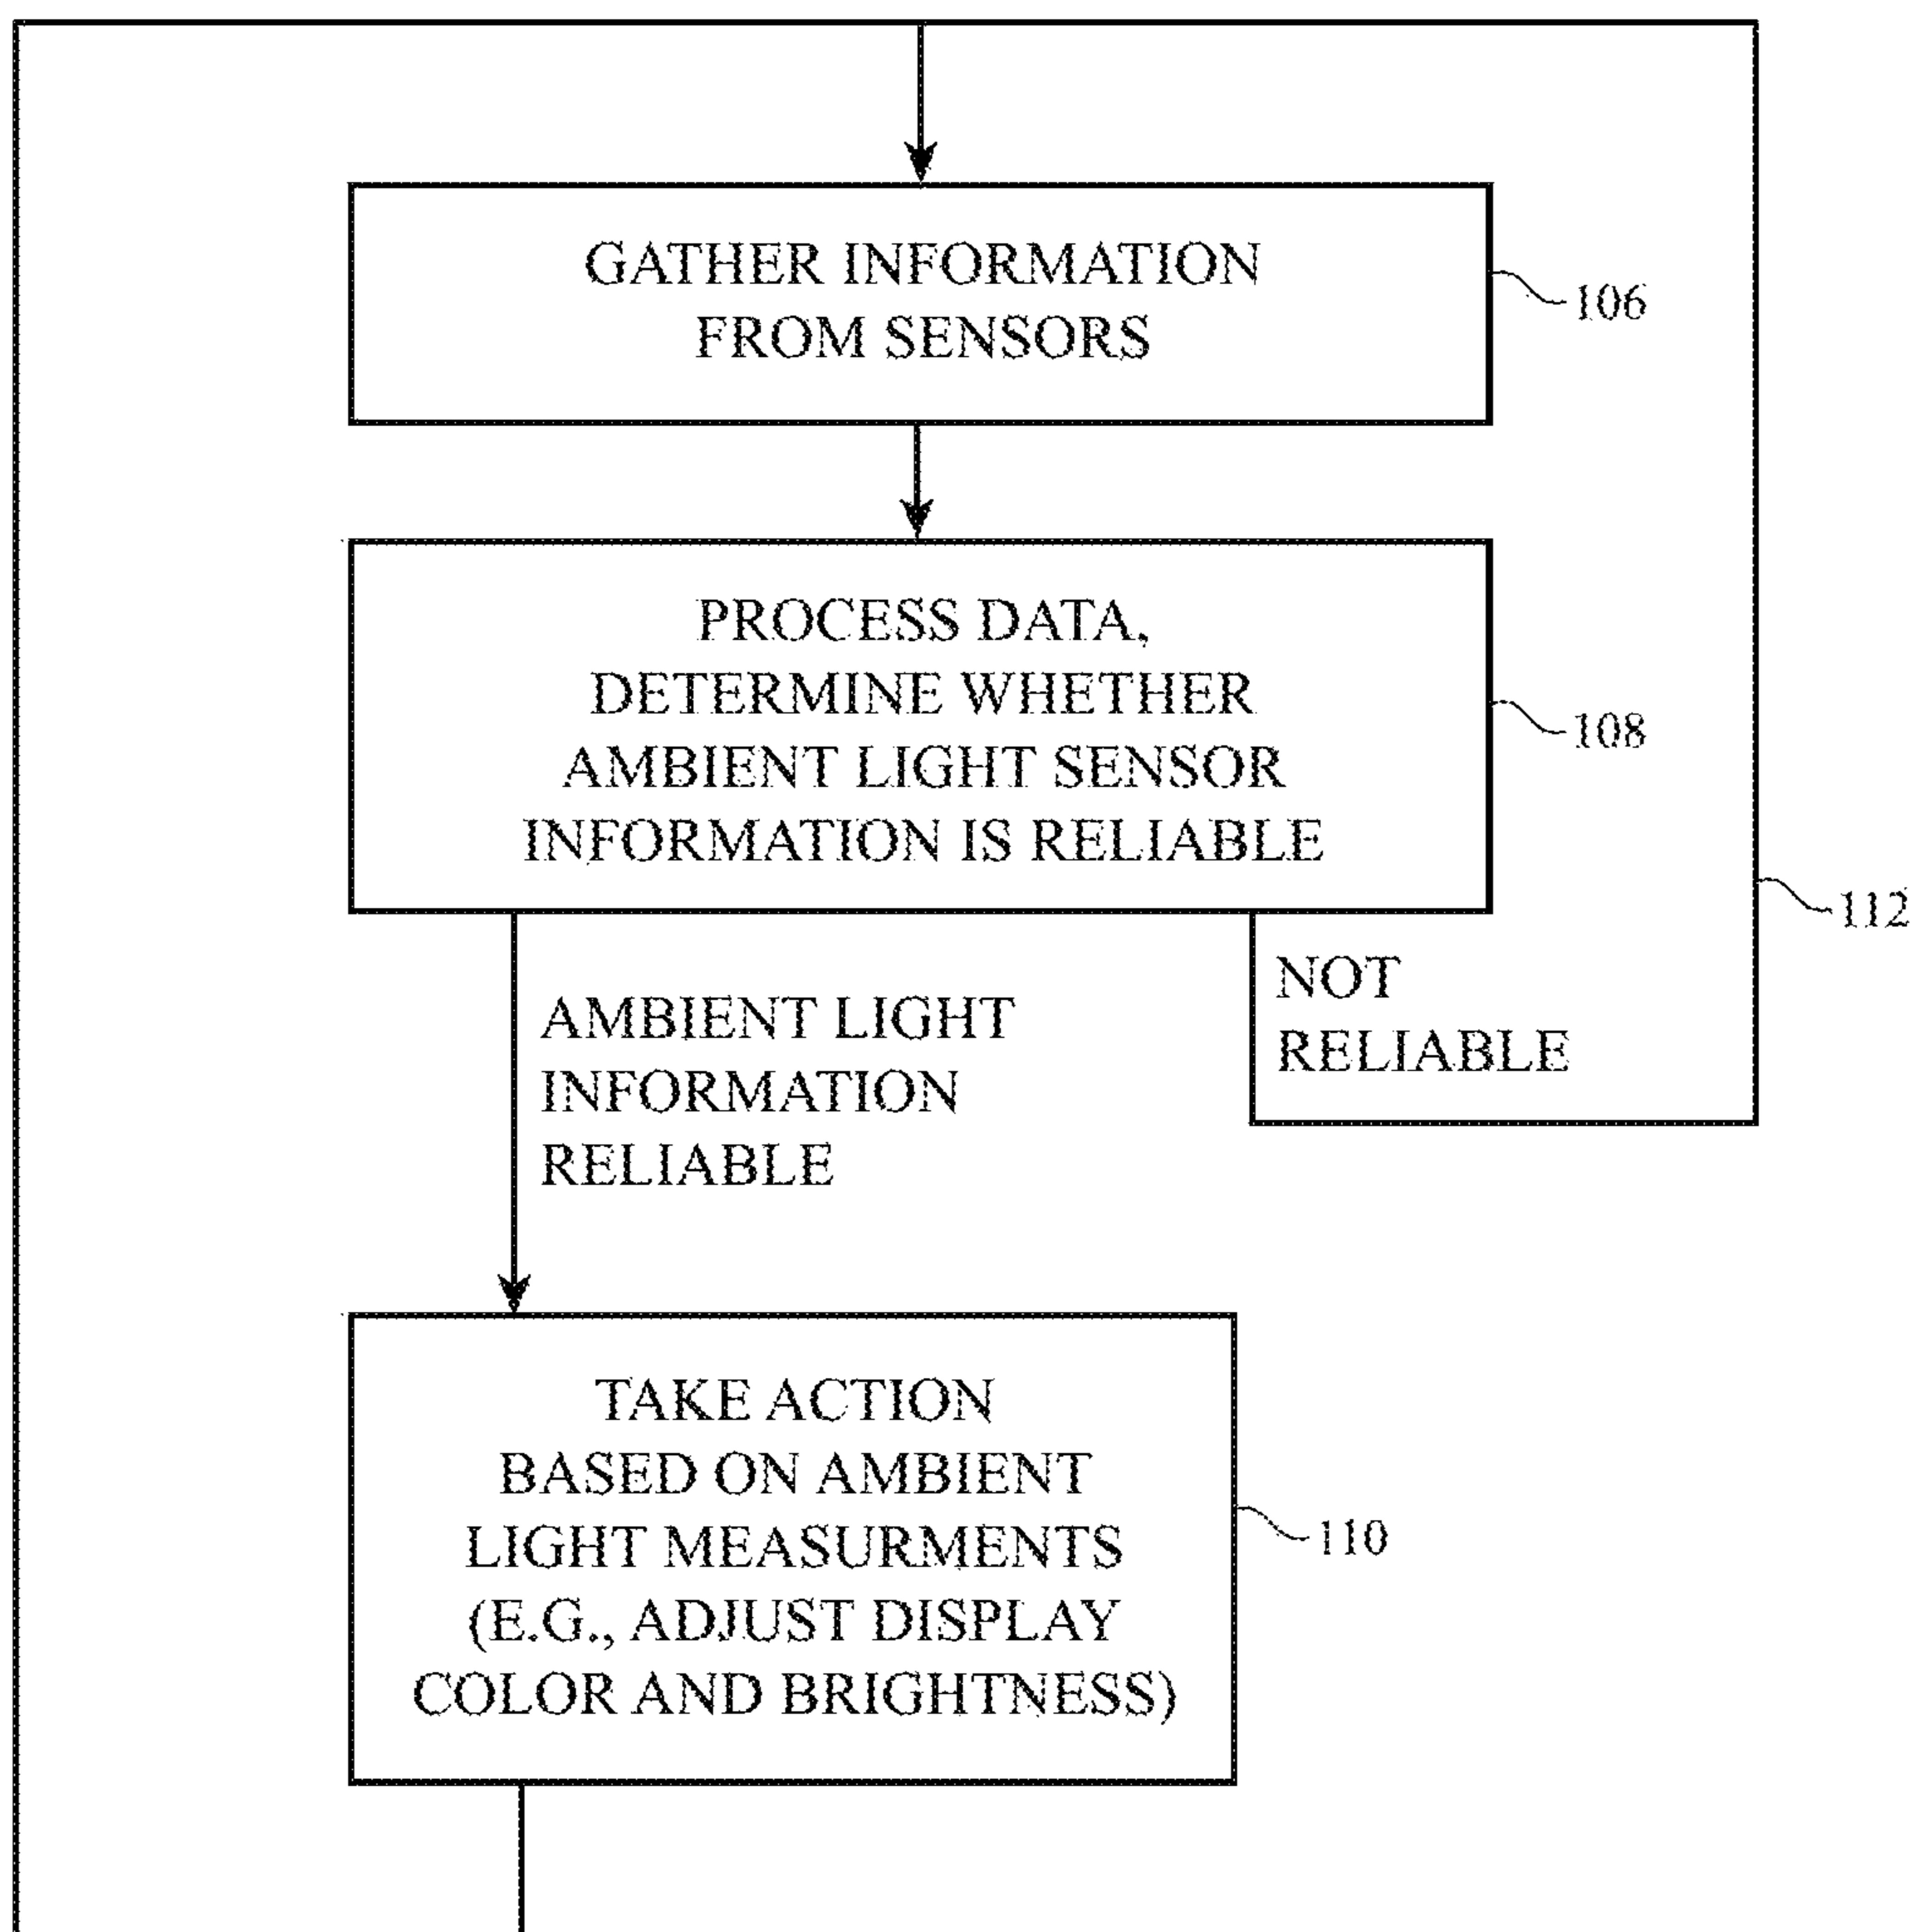 GATHER INFORMATION
FROM SENSORS
106
PROCESS DATA,
DETERMINE WHETHER
AMBIENT LIGHT SENSOR
INFORMATION IS RELIABLE
108
112
NOT
RELIABLE
AMBIENT LIGHT
INFORMATION
RELIABLE
TAKE ACTION
BASED ON AMBIENT
LIGHT MEASURMENTS
(E.G., ADJUST DISPLAY
COLOR AND BRIGHTNESS)
110